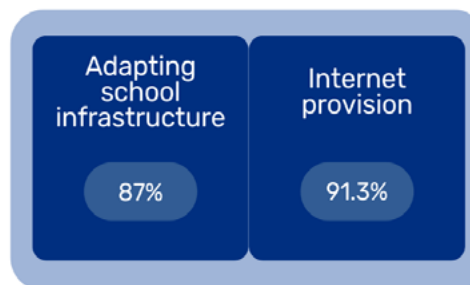 Adapting
school
infrastructure
87%
Internet
provision
91.3%